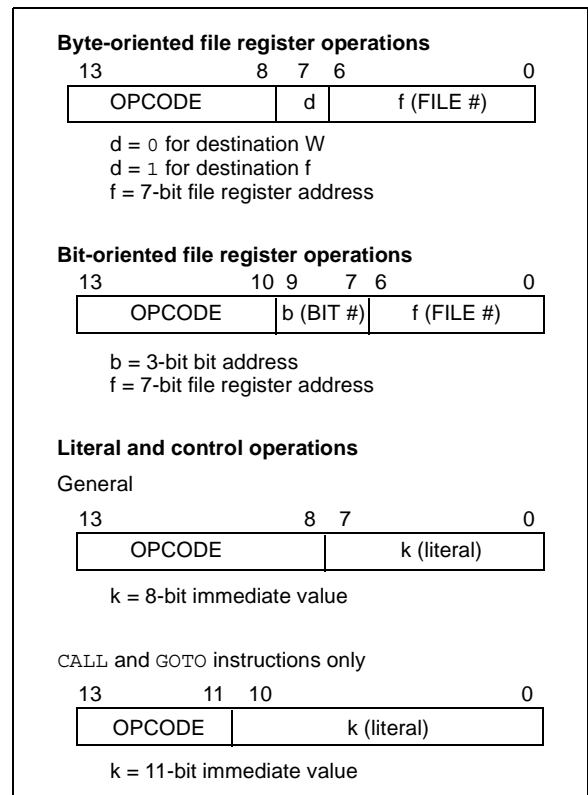 Byte-oriented file register operations
13 8 7 6 0
OPCODE d f (FILE #)
d = 0 for destination W
d = 1 for destination f
f = 7-bit file register address
Bit-oriented file register operations
13 10 9 7 6 0
OPCODE b (BIT #) f (FILE #)
b = 3-bit bit address
f = 7-bit file register address
Literal and control operations
General
13 8 7 0
OPCODE k (literal)
k = 8-bit immediate value
CALL and GOTO instructions only
13 11 10 0
OPCODE k (literal)
k = 11-bit immediate value